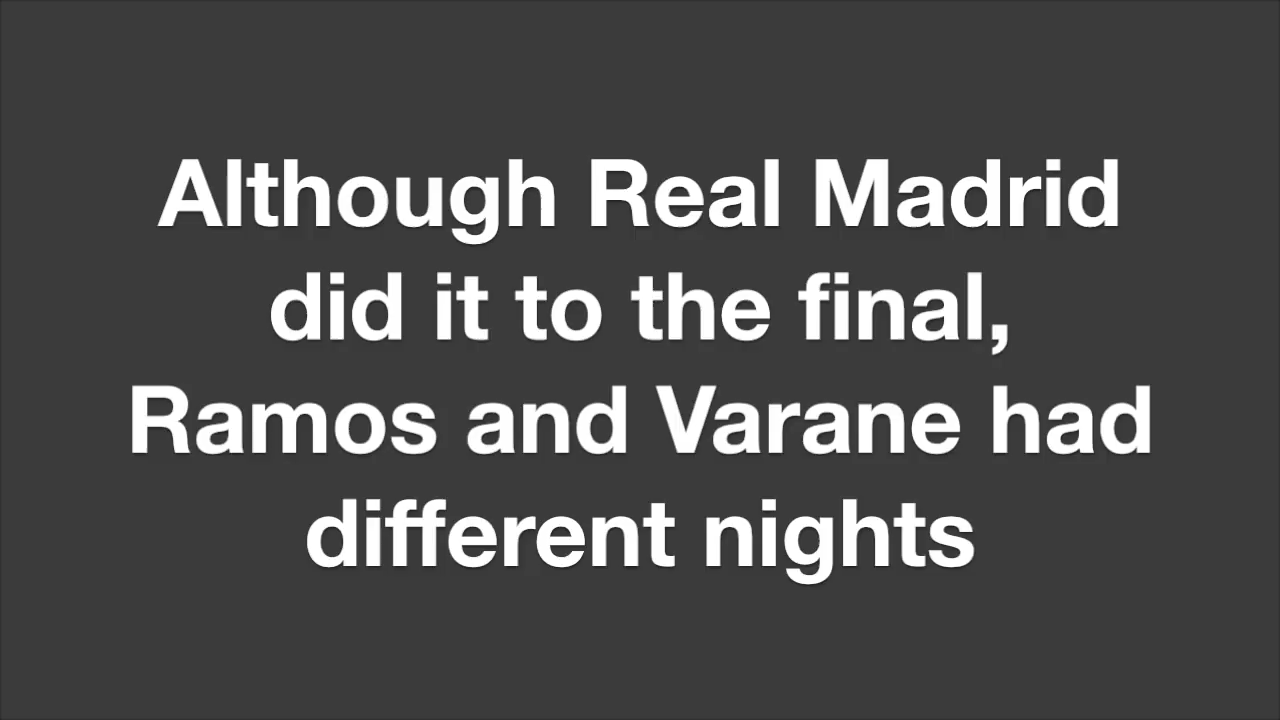 Although Real Madrid
did it to the final,
Ramos and Varane had
different nights